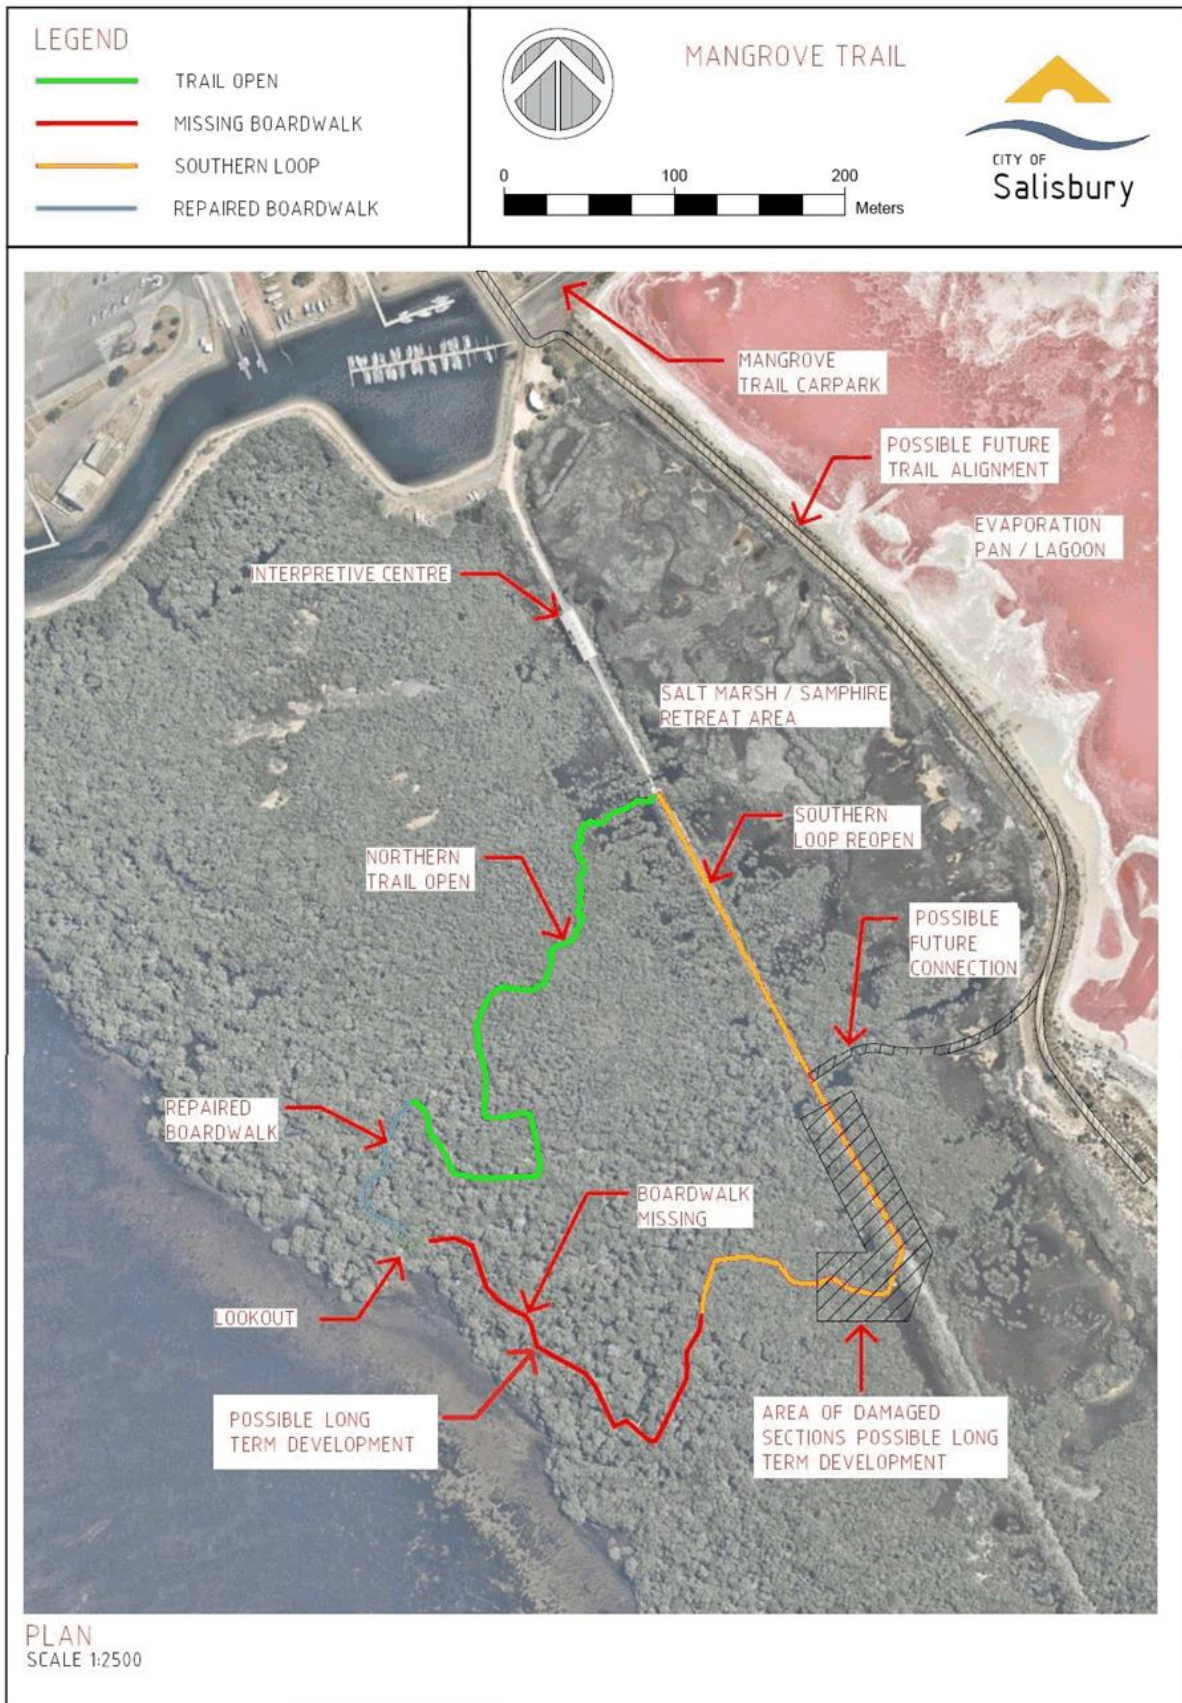 LEGEND
TRAIL OPEN
MISSING BOARDWALK
SOUTHERN LOOP
REPAIRED BOARDWALK
MANGROVE TRAIL
0 100 200
Meters
CITY OF
Salisbury
MANGROVE
TRAIL CARPARK
POSSIBLE FUTURE
TRAIL ALIGNMENT
EVAPORATION
PAN / LAGOON
INTERPRETIVE CENTRE
SALT MARSH / SAMPHIRE
RETREAT AREA
SOUTHERN
LOOP REOPEN
NORTHERN
TRAIL OPEN
POSSIBLE
FUTURE
CONNECTION
REPAIRED
BOARDWALK
BOARDWALK
MISSING
LOOKOUT
POSSIBLE LONG
TERM DEVELOPMENT
AREA OF DAMAGED
SECTIONS POSSIBLE LONG
TERM DEVELOPMENT
PLAN
SCALE 1:2500